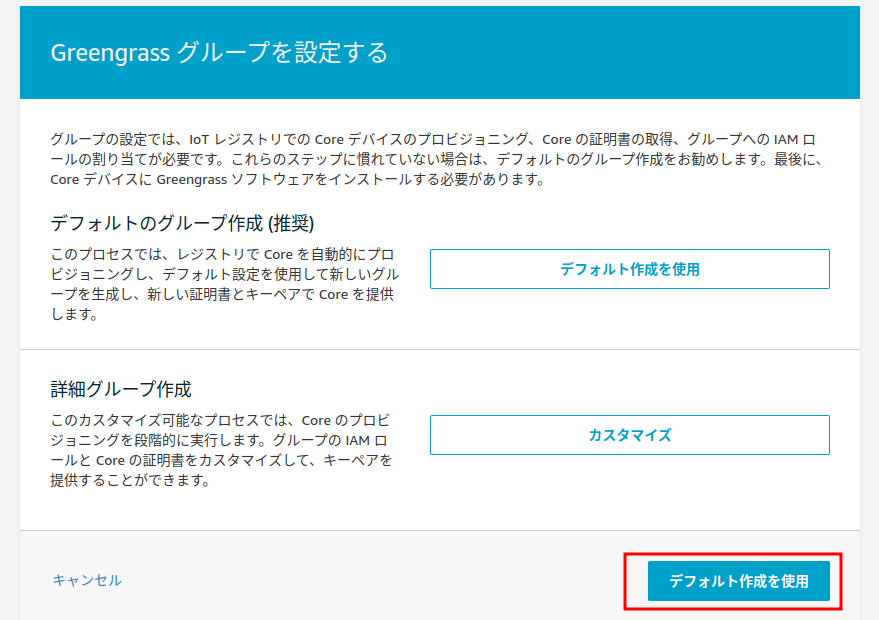 Greengrass グループを設定する
グループの設定では、IoT レジストリでの Core デバイスのプロビジョニング、Core の証明書の取得、グループへの IAM ロ
ールの割り当てが必要です。これらのステップに慣れていない場合は、デフォルトのグループ作成をお勧めします。最後に、
Core デバイスに Greengrass ソフトウェアをインストールする必要があります。
デフォルトのグループ作成 (推奨)
このプロセスでは、レジストリで Core を自動的にプロ
ビジョニングし、デフォルト設定を使用して新しいグル
ープを生成し、新しい証明書とキーペアで Core を提供
します。
デフォルト作成を使用
詳細グループ作成
このカスタマイズ可能なプロセスでは、Core のプロビ
ジョニングを段階的に実行します。グループの IAM ロ
ールと Core の証明書をカスタマイズして、キーペアを
提供することができます。
カスタマイズ
キャンセル
デフォルト作成を使用